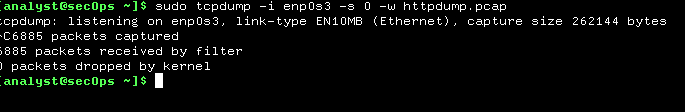 [analyst@secOps ~]$ sudo tcpdump -i enp0s3 -s 0 -w httpdump.pcap
tcpdump: listening on enp0s3, link-type EN10MB (Ethernet), capture size 262144 bytes
^C6885 packets captured
6885 packets received by filter
0 packets dropped by kernel
[analyst@secOps ~]$